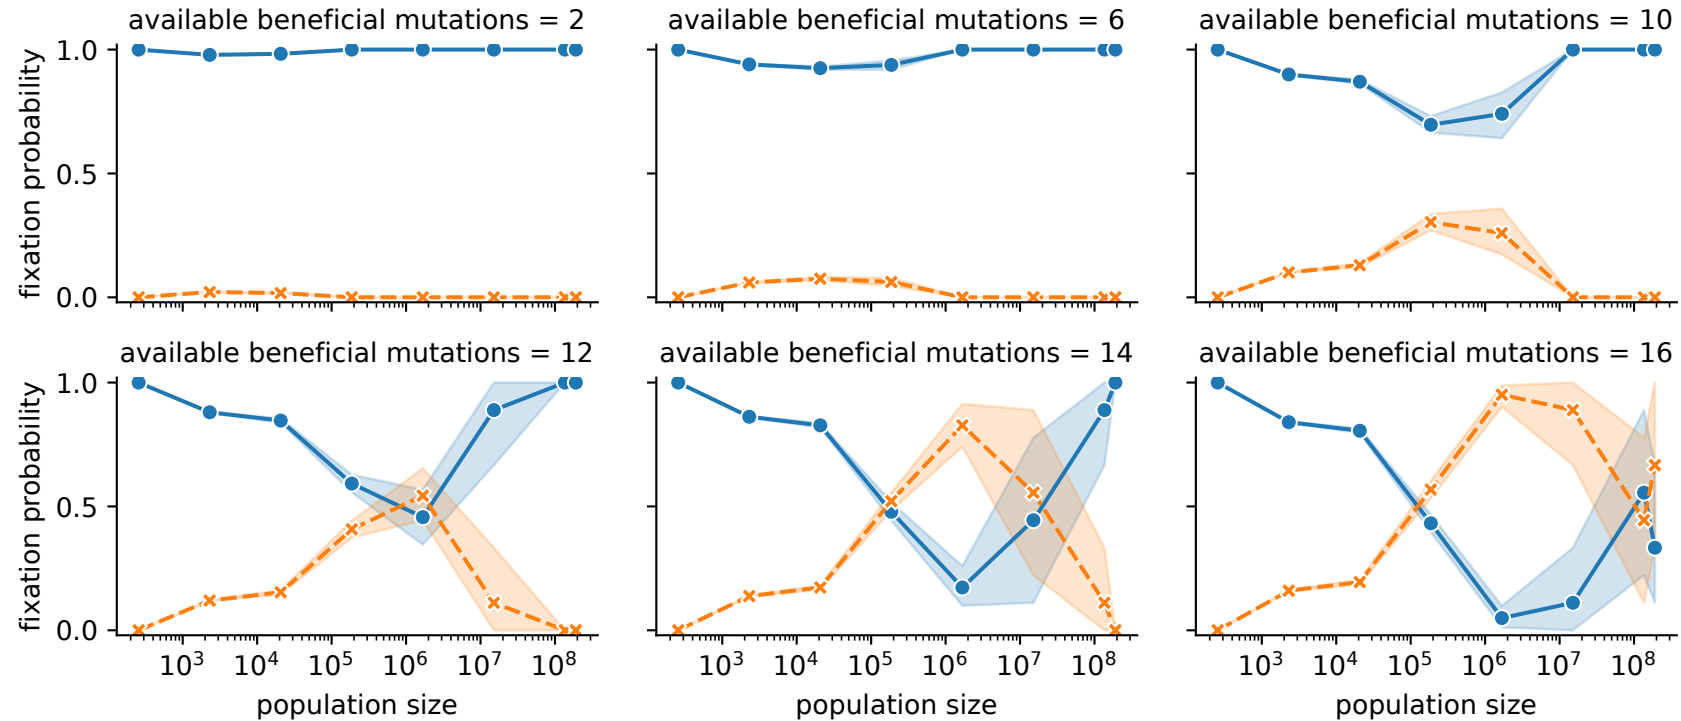 available beneficial mutations = 2
available beneficial mutations = 6
available beneficial mutations = 10
fixation probability
1.0
0.5
0.0
available beneficial mutations = 12
available beneficial mutations = 14
available beneficial mutations = 16
fixation probability
1.0
0.5
0.0
10³ 10⁴ 10⁵ 10⁶ 10⁷ 10⁸
10³ 10⁴ 10⁵ 10⁶ 10⁷ 10⁸
10³ 10⁴ 10⁵ 10⁶ 10⁷ 10⁸
population size
population size
population size